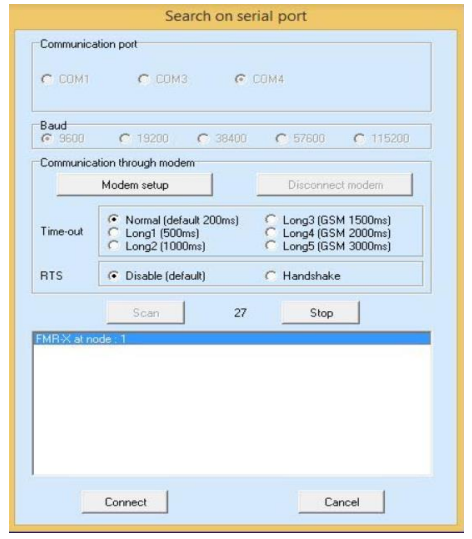 Search on serial port
Communication port
COM1 COM3 COM4
Baud
9600 19200 38400 57600 115200
Communication through modem
Modem setup Disconnect modem
Time-out
Normal (default 200ms) Long3 (GSM 1500ms)
Long1 (500ms) Long4 (GSM 2000ms)
Long2 (1000ms) Long5 (GSM 3000ms)
RTS Disable (default) Handshake
Scan 27 Stop
FMR-X at node : 1
Connect Cancel